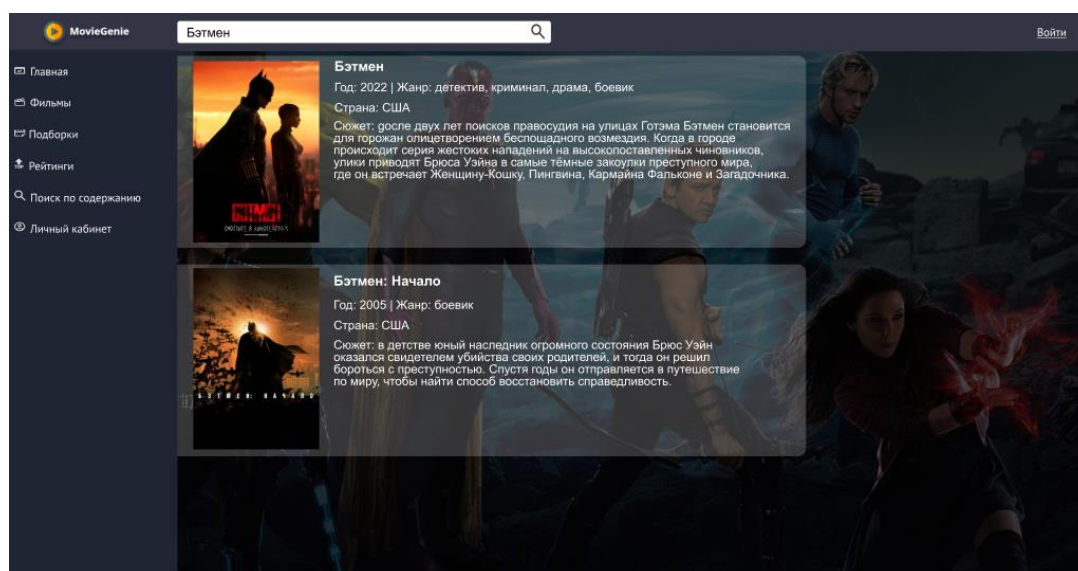 MovieGenie
Бэтмен
Войти
Главная
Фильмы
Подборки
Рейтинги
Поиск по содержанию
Личный кабинет
Бэтмен
Год: 2022 | Жанр: детектив, криминал, драма, боевик
Страна: США
Сюжет: gосле двух лет поисков правосудия на улицах Готэма Бэтмен становится
для горожан олицетворением беспощадного возмездия. Когда в городе
происходит серия жестоких нападений на высокопоставленных чиновников,
улики приводят Брюса Уэйна в самые тёмные закоулки преступного мира,
где он встречает Женщину-Кошку, Пингвина, Кармайна Фальконе и Загадочника.
БЭТМЕН
Бэтмен: Начало
Год: 2005 | Жанр: боевик
Страна: США
Сюжет: в детстве юный наследник огромного состояния Брюс Уэйн
оказался свидетелем убийства своих родителей, и тогда он решил
бороться с преступностью. Спустя годы он отправляется в путешествие
по миру, чтобы найти способ восстановить справедливость.
БЭТМЕН: НАЧАЛО